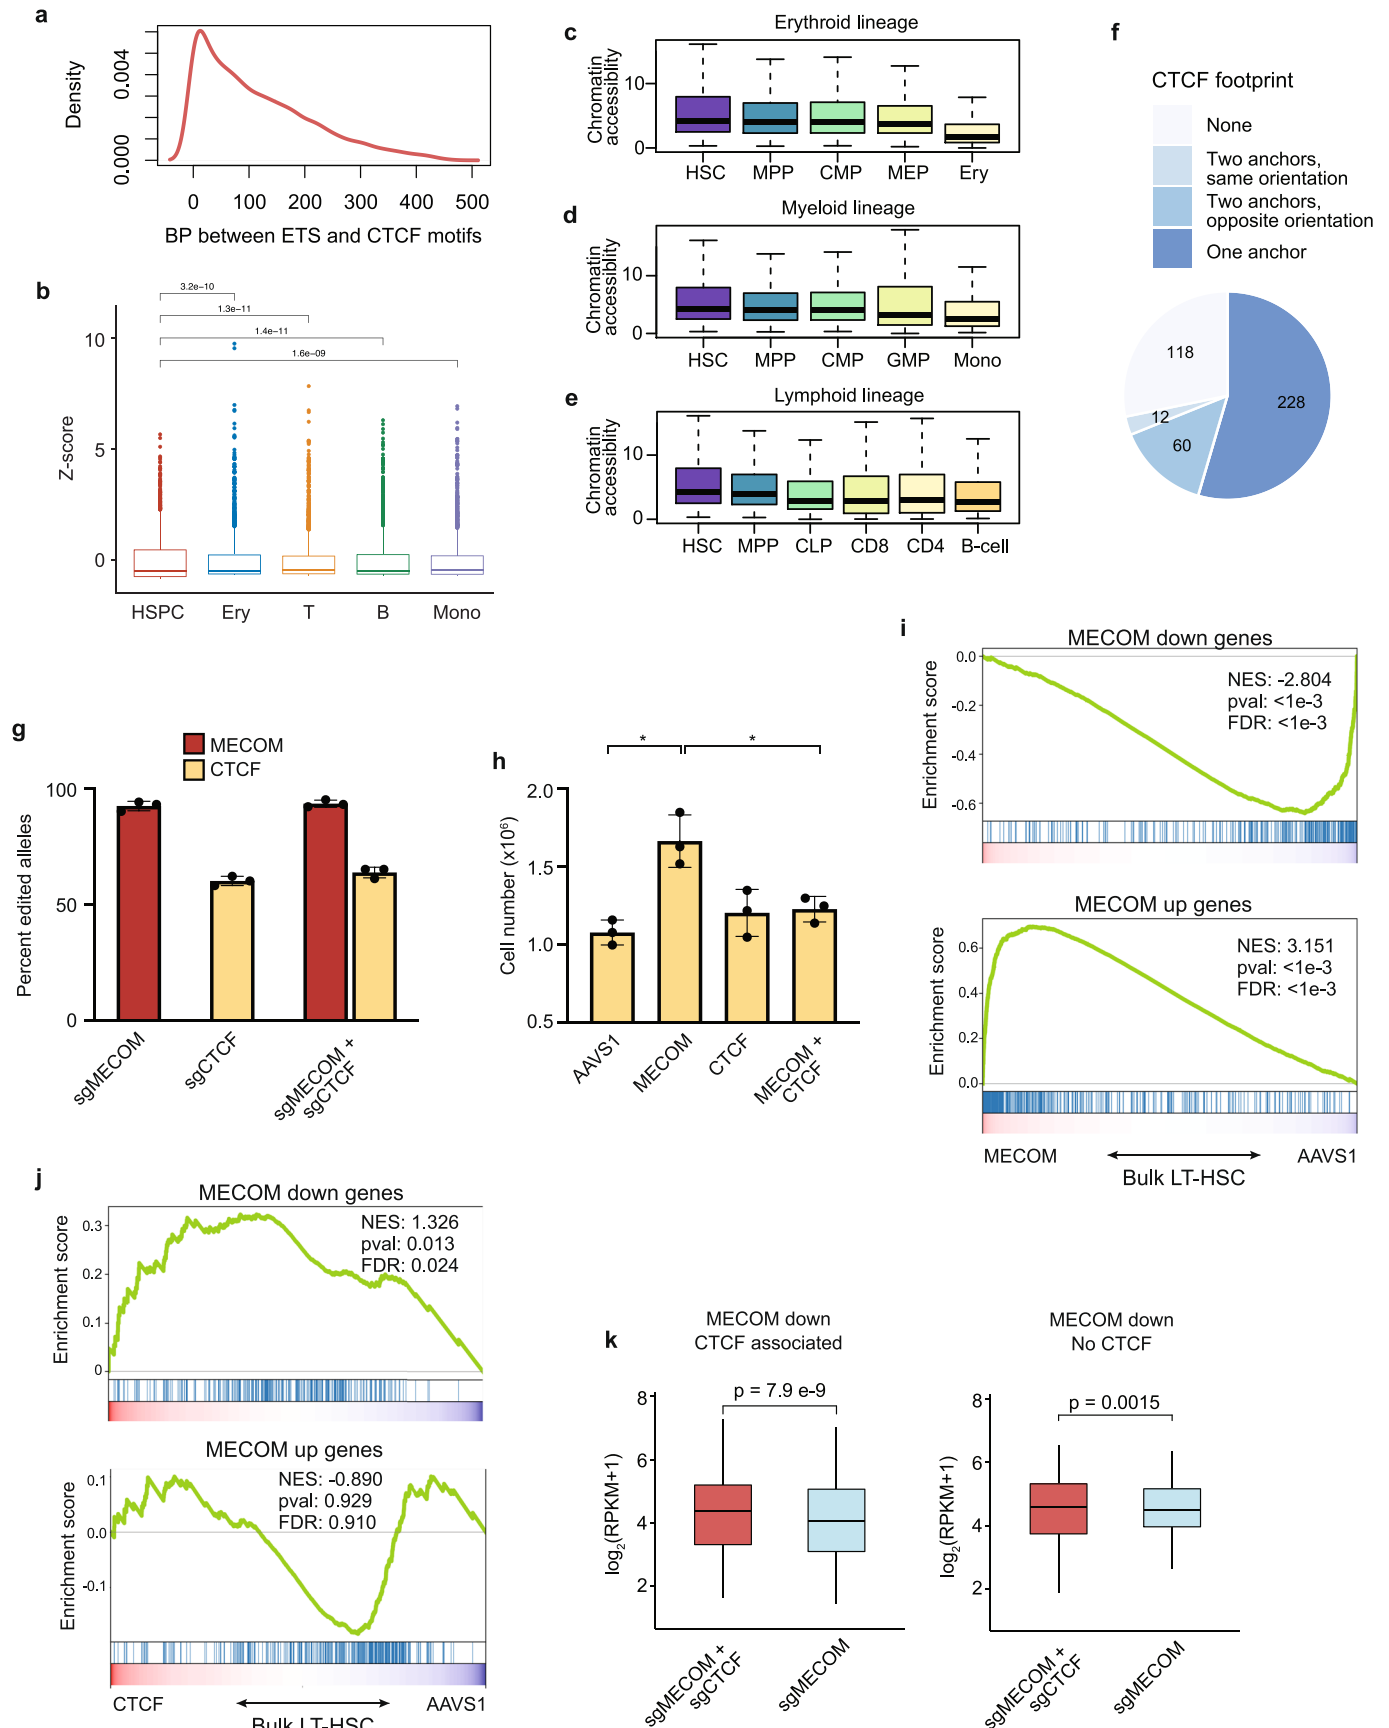 a
Density
0.004
0.000
0 100 200 300 400 500
BP between ETS and CTCF motifs
b
3.2e-10
1.3e-11
1.4e-11
1.6e-09
Z-score
10
5
0
HSPC Ery T B Mono
c
Erythroid lineage
Chromatin
accessiblity
10
0
HSC MPP CMP MEP Ery
d
Myeloid lineage
Chromatin
accessiblity
10
0
HSC MPP CMP GMP Mono
e
Lymphoid lineage
Chromatin
accessiblity
10
0
HSC MPP CLP CD8 CD4 B-cell
f
CTCF footprint
None
Two anchors,
same orientation
Two anchors,
opposite orientation
One anchor
118
12
60
228
g
MECOM
CTCF
Percent edited alleles
100
50
0
sgMECOM
sgCTCF
sgMECOM +
sgCTCF
h
* *
Cell number (x10⁶)
2.0
1.5
1.0
0.5
AAVS1
MECOM
CTCF
MECOM +
CTCF
i
MECOM down genes
Enrichment score
0.0
-0.2
-0.4
-0.6
NES: -2.804
pval: <1e-3
FDR: <1e-3
MECOM up genes
Enrichment score
0.6
0.4
0.2
0.0
NES: 3.151
pval: <1e-3
FDR: <1e-3
MECOM AAVS1
Bulk LT-HSC
j
MECOM down genes
Enrichment score
0.3
0.2
0.1
0
NES: 1.326
pval: 0.013
FDR: 0.024
MECOM up genes
Enrichment score
0.1
0.0
-0.1
NES: -0.890
pval: 0.929
FDR: 0.910
CTCF AAVS1
Bulk LT-HSC
k
MECOM down
CTCF associated
p = 7.9 e-9
log₂(RPKM+1)
8
6
4
2
sgMECOM +
sgCTCF
sgMECOM
MECOM down
No CTCF
p = 0.0015
log₂(RPKM+1)
8
6
4
2
sgMECOM +
sgCTCF
sgMECOM